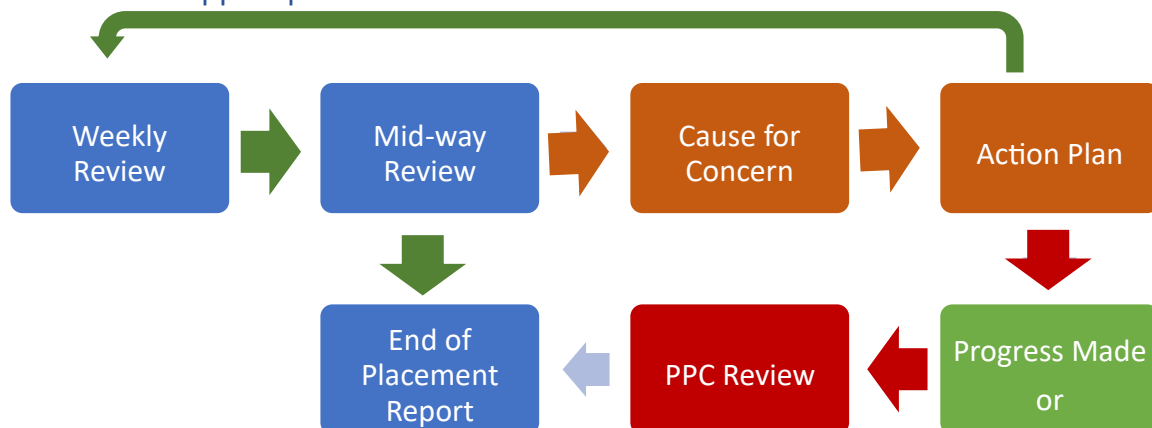 Weekly
Review
Mid-way
Review
Cause for
Concern
Action Plan
End of
Placement
Report
PPC Review
Progress Made
or